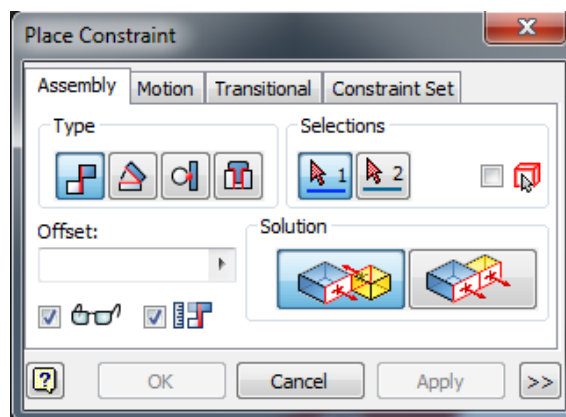 Place Constraint
X
Assembly Motion Transitional Constraint Set
Type Selections
1 2
Offset: Solution
? OK Cancel Apply >>